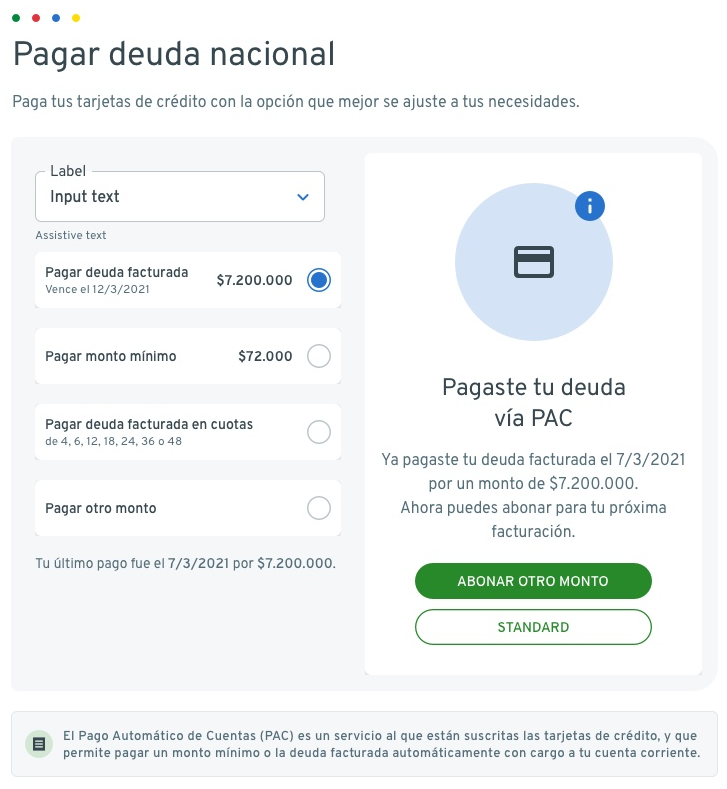 Pagar deuda nacional
Paga tus tarjetas de crédito con la opción que mejor se ajuste a tus necesidades.
Label
Input text
Assistive text
Pagar deuda facturada
$7.200.000
Vence el 12/3/2021
Pagar monto mínimo
$72.000
Pagar deuda facturada en cuotas
de 4, 6, 12, 18, 24, 36 o 48
Pagar otro monto
Tu último pago fue el 7/3/2021 por $7.200.000.
Pagaste tu deuda
vía PAC
Ya pagaste tu deuda facturada el 7/3/2021
por un monto de $7.200.000.
Ahora puedes abonar para tu próxima
facturación.
ABONAR OTRO MONTO
STANDARD
El Pago Automático de Cuentas (PAC) es un servicio al que están suscritas las tarjetas de crédito, y que
permite pagar un monto mínimo o la deuda facturada automáticamente con cargo a tu cuenta corriente.